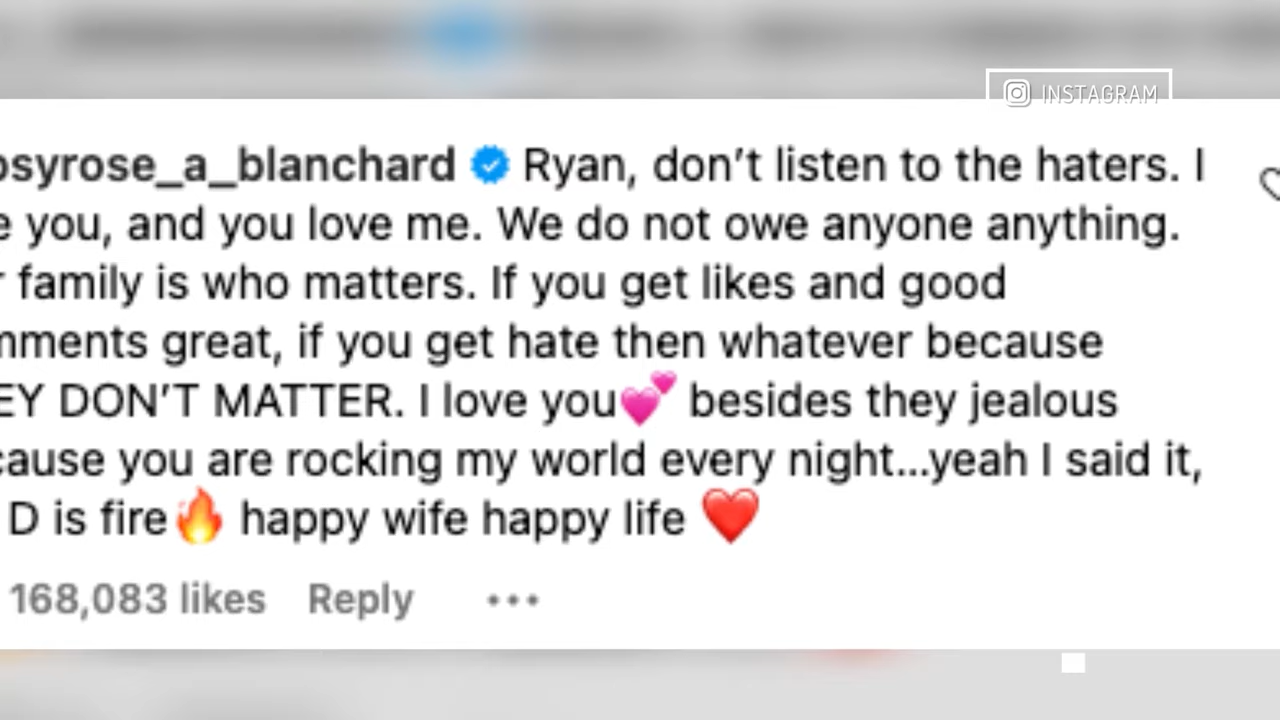 INSTAGRAM
osyrose_a_blanchard Ryan, don't listen to the haters. I
e you, and you love me. We do not owe anyone anything.
r family is who matters. If you get likes and good
mments great, if you get hate then whatever because
EY DON'T MATTER. I love you💕 besides they jealous
cause you are rocking my world every night...yeah I said it,
D is fire🔥 happy wife happy life ❤️
168,083 likes Reply